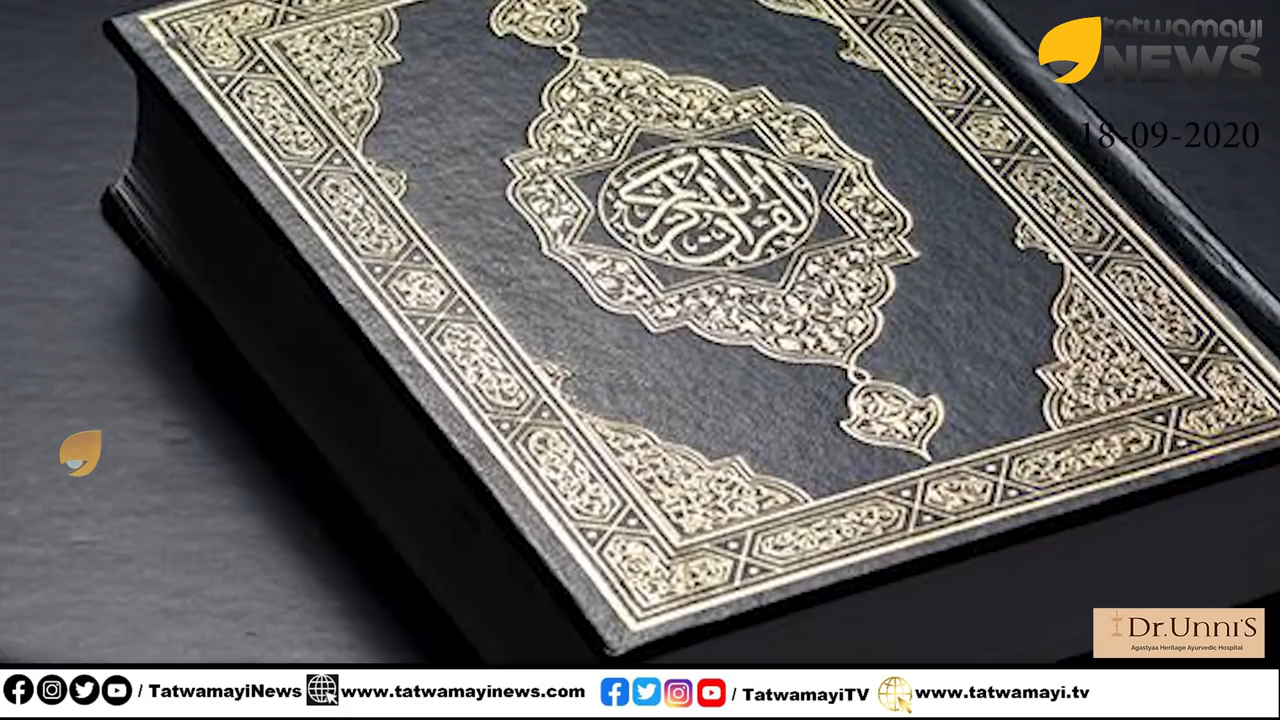 tatwamayi
NEWS
18-09-2020
القرآن الكريم
Dr.Unni'S
Agastyaa Heritage Ayurvedic Hospital
/ TatwamayiNews
www.tatwamayinews.com
/ TatwamayiTV
www.tatwamayi.tv